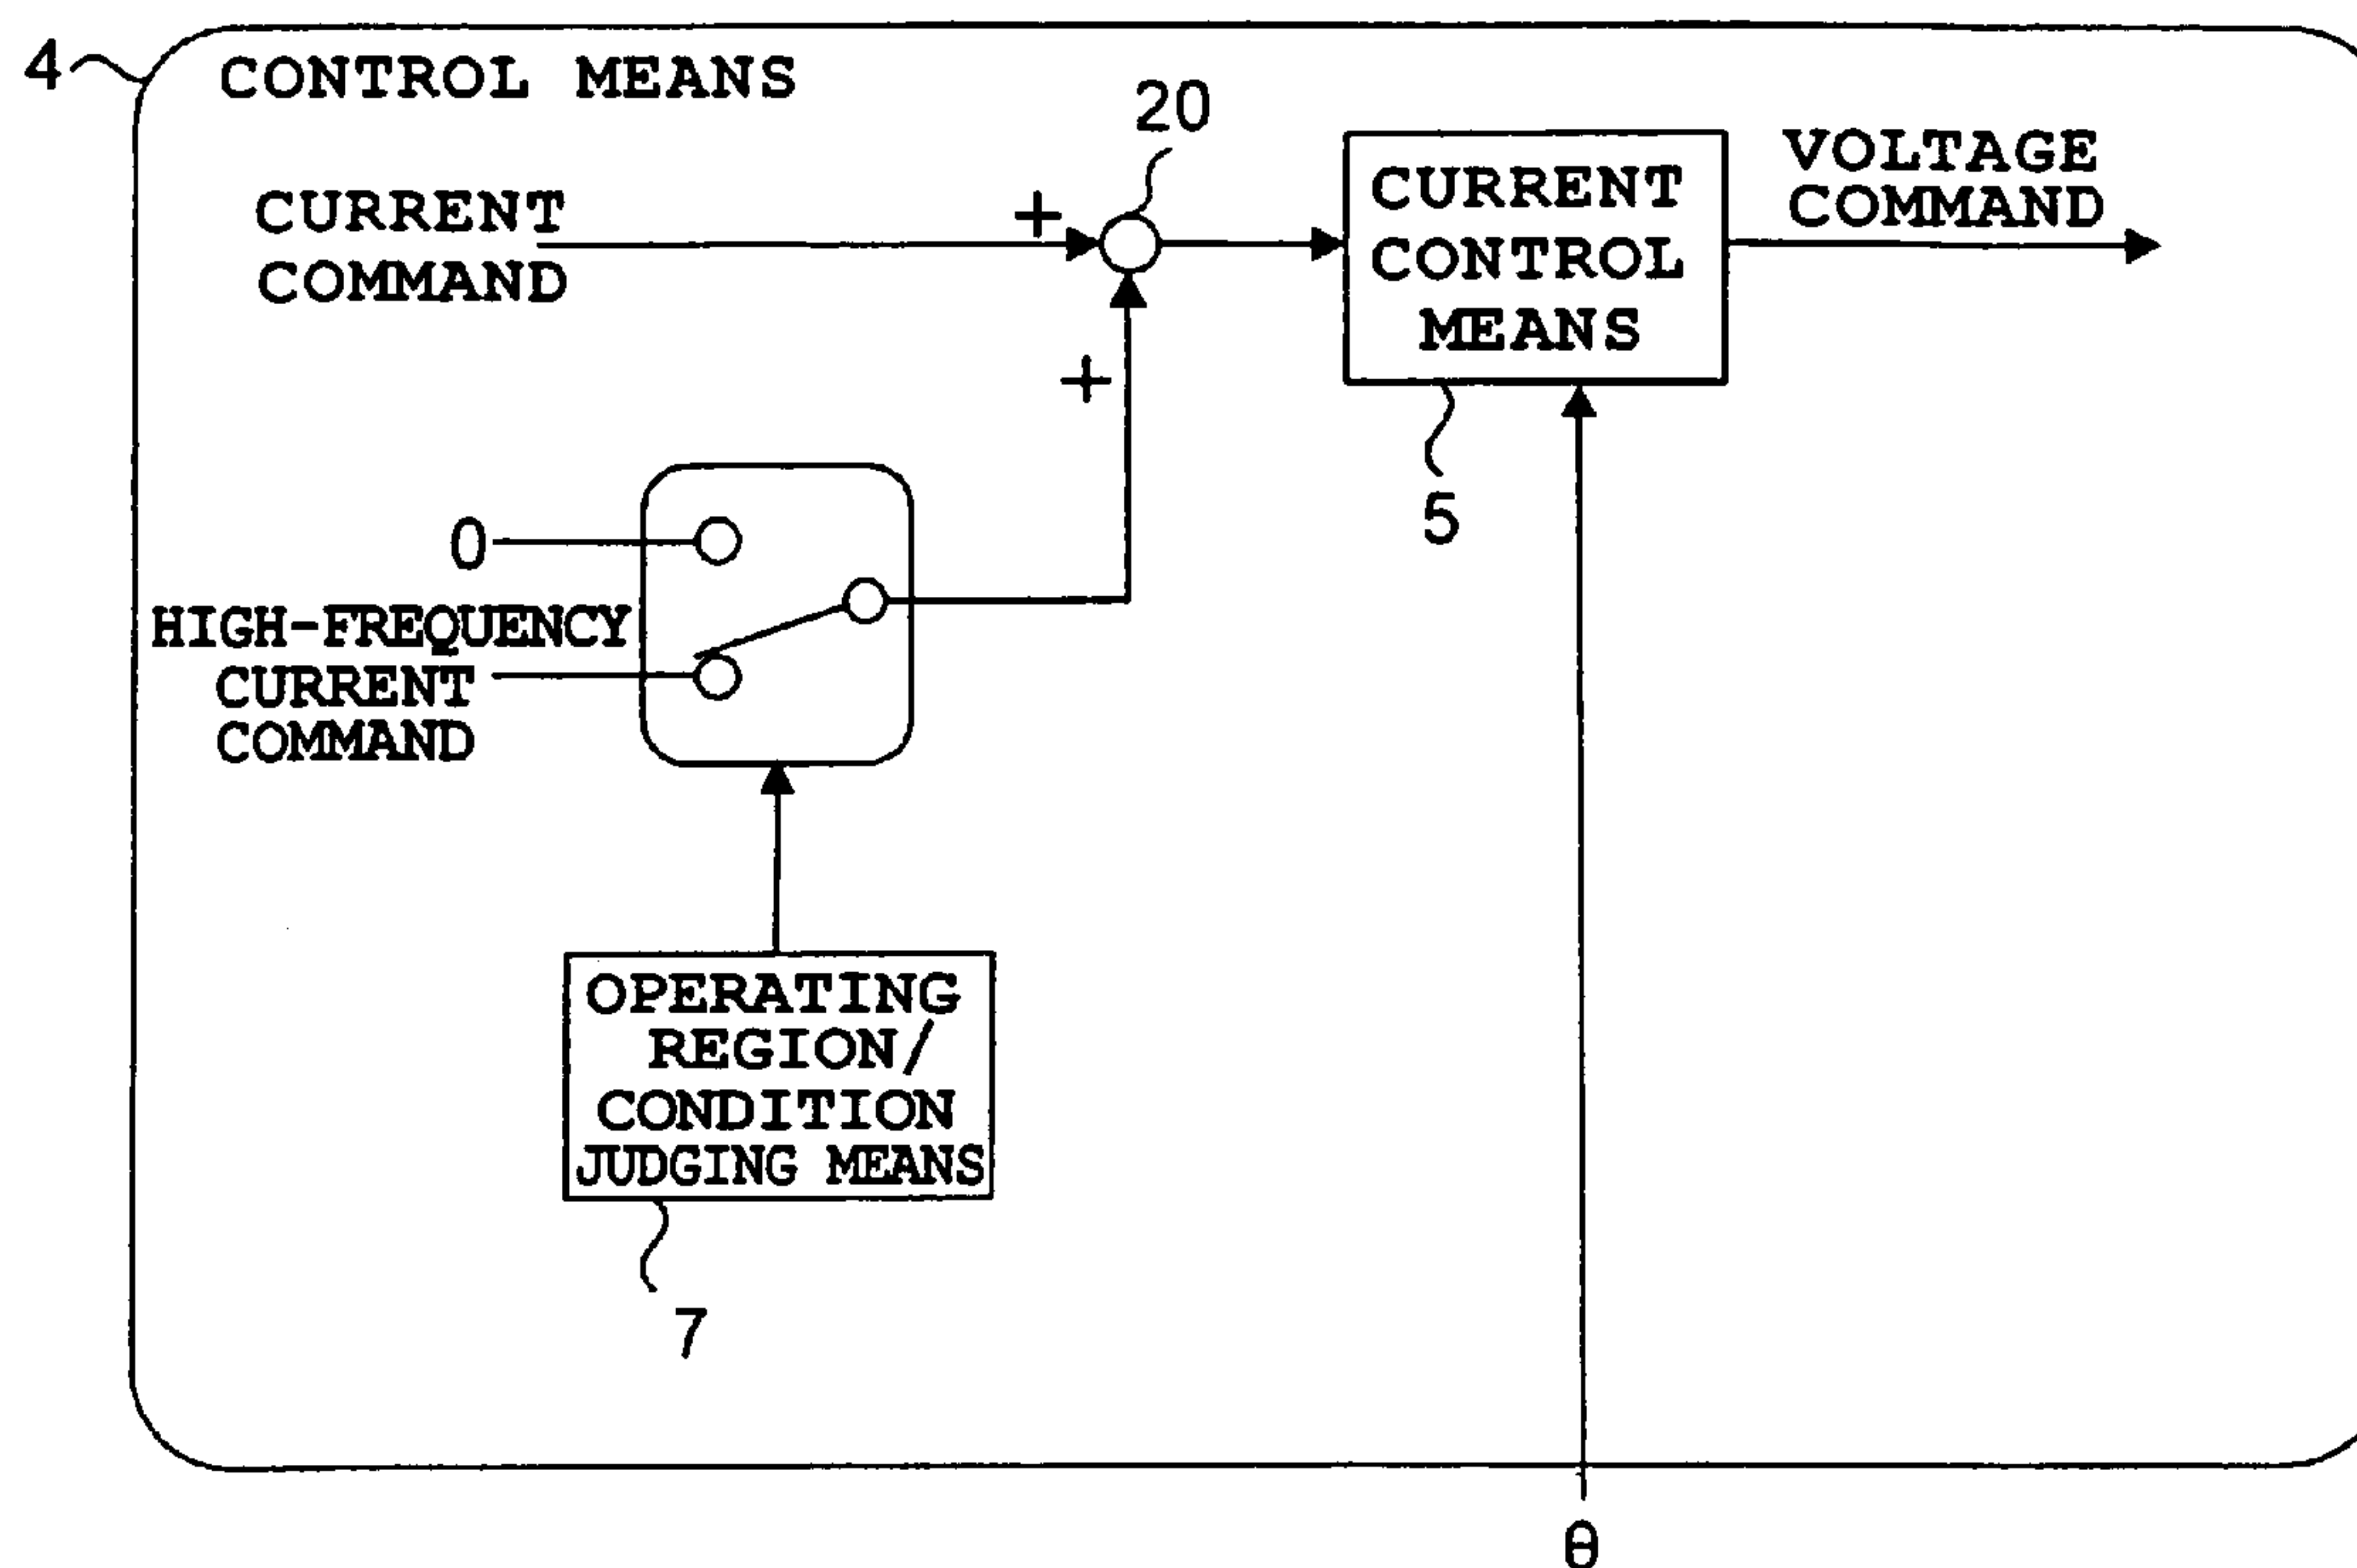 4
CONTROL MEANS
20
CURRENT
COMMAND
+
+
CURRENT
CONTROL
MEANS
VOLTAGE
COMMAND
5
0
HIGH-FREQUENCY
CURRENT
COMMAND
OPERATING
REGION/
CONDITION
JUDGING MEANS
7
θ